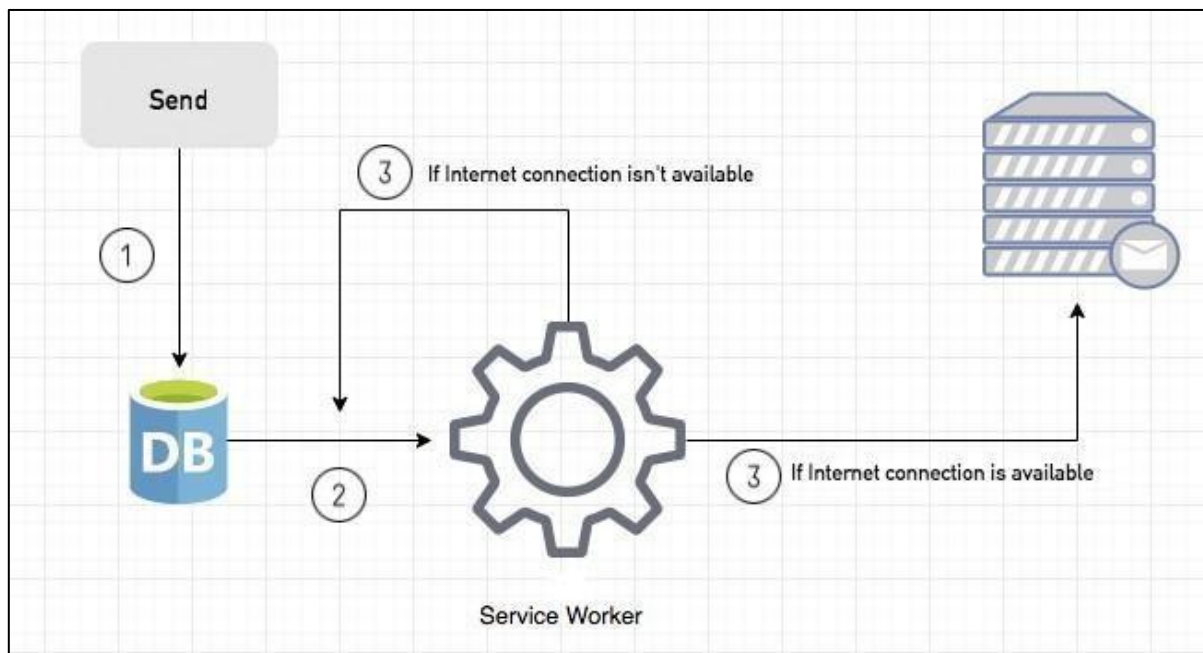 Send
3 If Internet connection isn't available
1
DB
2
3 If Internet connection is available
Service Worker